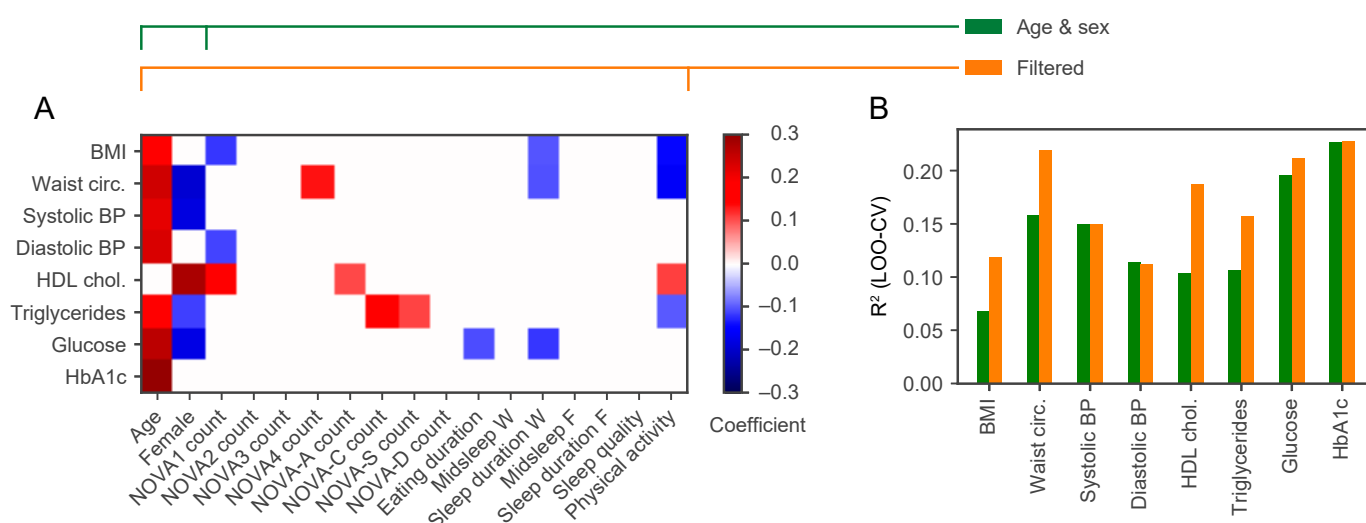 Age & sex
Filtered
A
B
BMI
Waist circ.
Systolic BP
Diastolic BP
HDL chol.
Triglycerides
Glucose
HbA1c
Age
Female
NOVA1 count
NOVA2 count
NOVA3 count
NOVA4 count
NOVA-A count
NOVA-C count
NOVA-S count
NOVA-D count
Eating duration
Midsleep W
Sleep duration W
Midsleep F
Sleep duration F
Sleep quality
Physical activity
0.3
0.2
0.1
0.0
–0.1
–0.2
–0.3
Coefficient
R² (LOO-CV)
0.20
0.15
0.10
0.05
0.00
BMI
Waist circ.
Systolic BP
Diastolic BP
HDL chol.
Triglycerides
Glucose
HbA1c